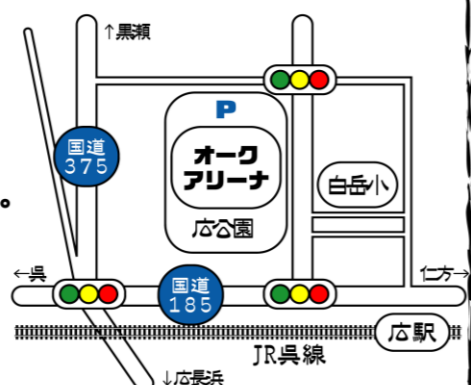 ↑黒瀬
P
国道
375
オーク
アリーナ
白岳小
。
広公園
←呉
仁方→
国道
185
広駅
JR呉線
↓広長浜